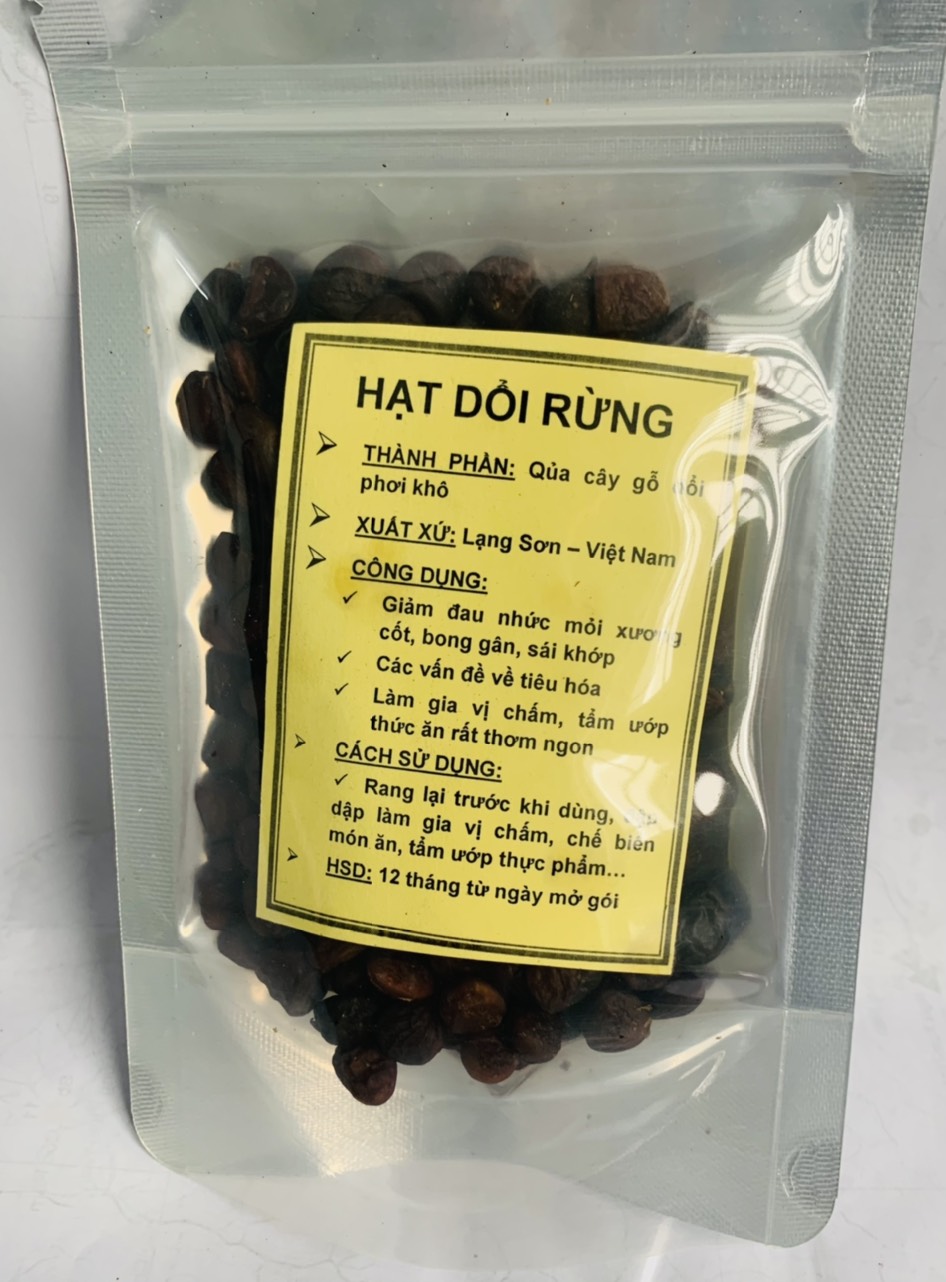 HẠT DỔI RỪNG
THÀNH PHẦN: Qủa cây gỗ dổi
phơi khô
XUẤT XỨ: Lạng Sơn – Việt Nam
CÔNG DỤNG:
Giảm đau nhức mỏi xương
cốt, bong gân, sái khớp
Các vấn đề về tiêu hóa
Làm gia vị chấm, tẩm ướp
thức ăn rất thơm ngon
CÁCH SỬ DỤNG:
Rang lại trước khi dùng,
dập làm gia vị chấm, chế biến
món ăn, tẩm ướp thực phẩm...
HSD: 12 tháng từ ngày mở gói